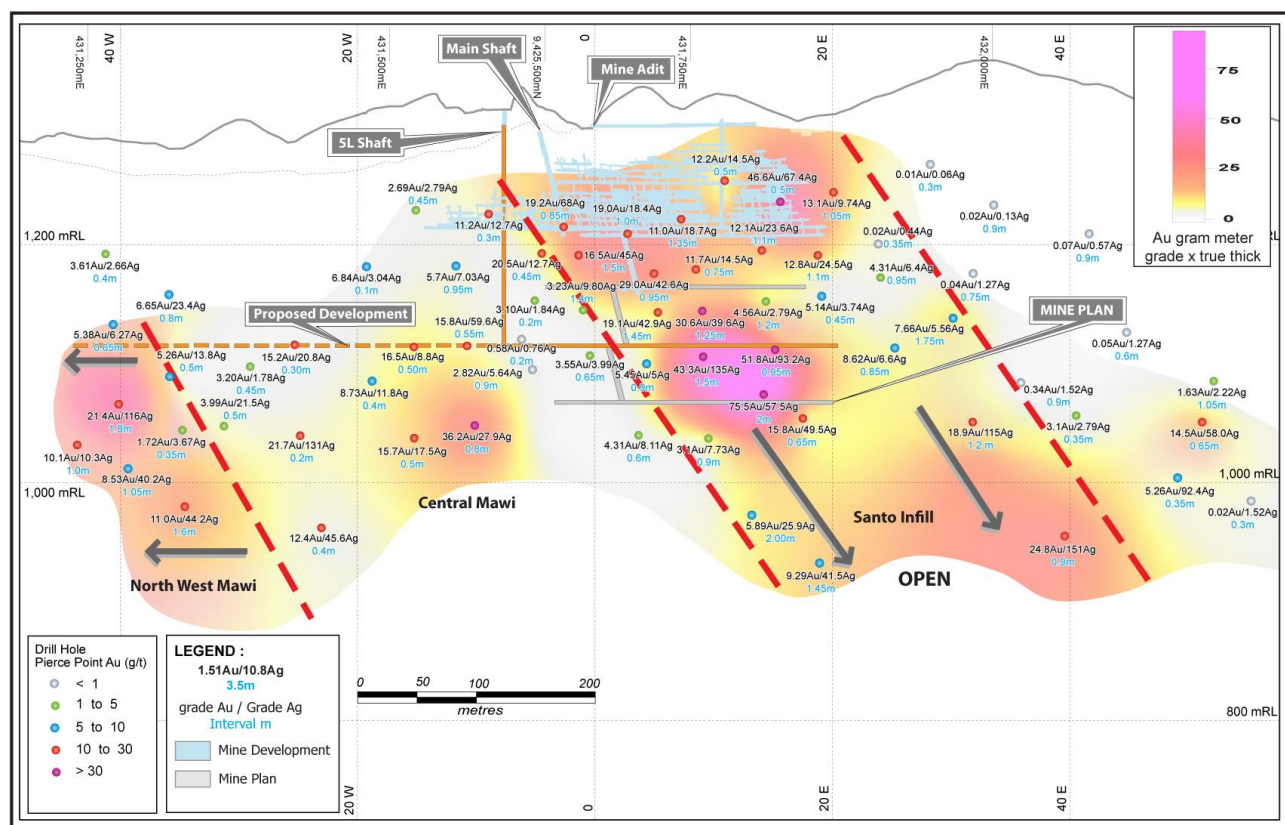 431,250mE
40 W
20 W
431,500mE
9,425,500mN
0
431,750mE
20 E
432,000mE
40 E
Main Shaft
Mine Adit
5L Shaft
75
50
25
0
Au gram meter
grade x true thick
12.2Au/14.5Ag
0.5m
46.6Au/67.4Ag
0.5m
0.01Au/0.06Ag
0.3m
2.69Au/2.79Ag
0.45m
19.2Au/68Ag
0.85m
19.0Au/18.4Ag
1.0m
13.1Au/9.74Ag
1.05m
0.02Au/0.13Ag
0.9m
11.2Au/12.7Ag
0.3m
11.0Au/18.7Ag
1.35m
12.1Au/23.6Ag
1.1m
0.02Au/0.44Ag
0.35m
0.07Au/0.57Ag
0.9m
1,200 mRL
1,200 mRL
3.61Au/2.66Ag
0.4m
6.84Au/3.04Ag
0.1m
5.7Au/7.03Ag
0.95m
20.5Au/12.7Ag
0.45m
16.5Au/45Ag
1.5m
11.7Au/14.5Ag
0.75m
12.8Au/24.5Ag
1.1m
4.31Au/6.4Ag
0.95m
0.04Au/1.27Ag
0.75m
3.23Au/9.80Ag
1.4m
29.0Au/42.6Ag
0.95m
6.65Au/23.4Ag
0.8m
3.10Au/1.84Ag
0.2m
19.1Au/42.9Ag
1.45m
30.6Au/39.6Ag
1.25m
4.56Au/2.79Ag
1.2m
5.14Au/3.74Ag
0.45m
MINE PLAN
Proposed Development
15.8Au/59.6Ag
0.55m
7.66Au/5.56Ag
1.75m
5.38Au/6.27Ag
0.65m
5.26Au/13.8Ag
0.5m
15.2Au/20.8Ag
0.30m
16.5Au/8.8Ag
0.50m
0.58Au/0.76Ag
0.2m
51.8Au/93.2Ag
0.95m
8.62Au/6.6Ag
0.85m
0.05Au/1.27Ag
0.6m
3.20Au/1.78Ag
0.45m
2.82Au/5.64Ag
0.9m
3.55Au/3.99Ag
0.65m
5.45Au/5Ag
43.3Au/135Ag
1.5m
0.34Au/1.52Ag
0.9m
1.63Au/2.22Ag
1.05m
21.4Au/116Ag
1.8m
3.99Au/21.5Ag
0.5m
8.73Au/11.8Ag
0.4m
75.5Au/57.5Ag
2m
15.8Au/49.5Ag
0.65m
18.9Au/115Ag
1.2 m
3.1Au/2.79Ag
0.35m
14.5Au/58.0Ag
0.65m
1.72Au/3.67Ag
0.35m
21.7Au/131Ag
0.2m
15.7Au/17.5Ag
0.5m
36.2Au/27.9Ag
0.8m
4.31Au/8.11Ag
0.6m
0.9m
10.1Au/10.3Ag
1.0m
8.53Au/40.2Ag
1.05m
1,000 mRL
1,000 mRL
5.26Au/92.4Ag
0.35m
0.02Au/1.52Ag
0.3m
Central Mawi
Santo Infill
11.0Au/44.2Ag
1.6m
12.4Au/45.6Ag
0.4m
5.89Au/25.9Ag
2.00m
24.8Au/151Ag
0.9m
9.29Au/41.5Ag
1.45m
OPEN
North West Mawi
Drill Hole
Pierce Point Au (g/t)
< 1
1 to 5
5 to 10
10 to 30
> 30
LEGEND :
1.51Au/10.8Ag
3.5m
grade Au / Grade Ag
Interval m
Mine Development
Mine Plan
0 50 100 200
metres
800 mRL
20 W
0
20 E
40 E